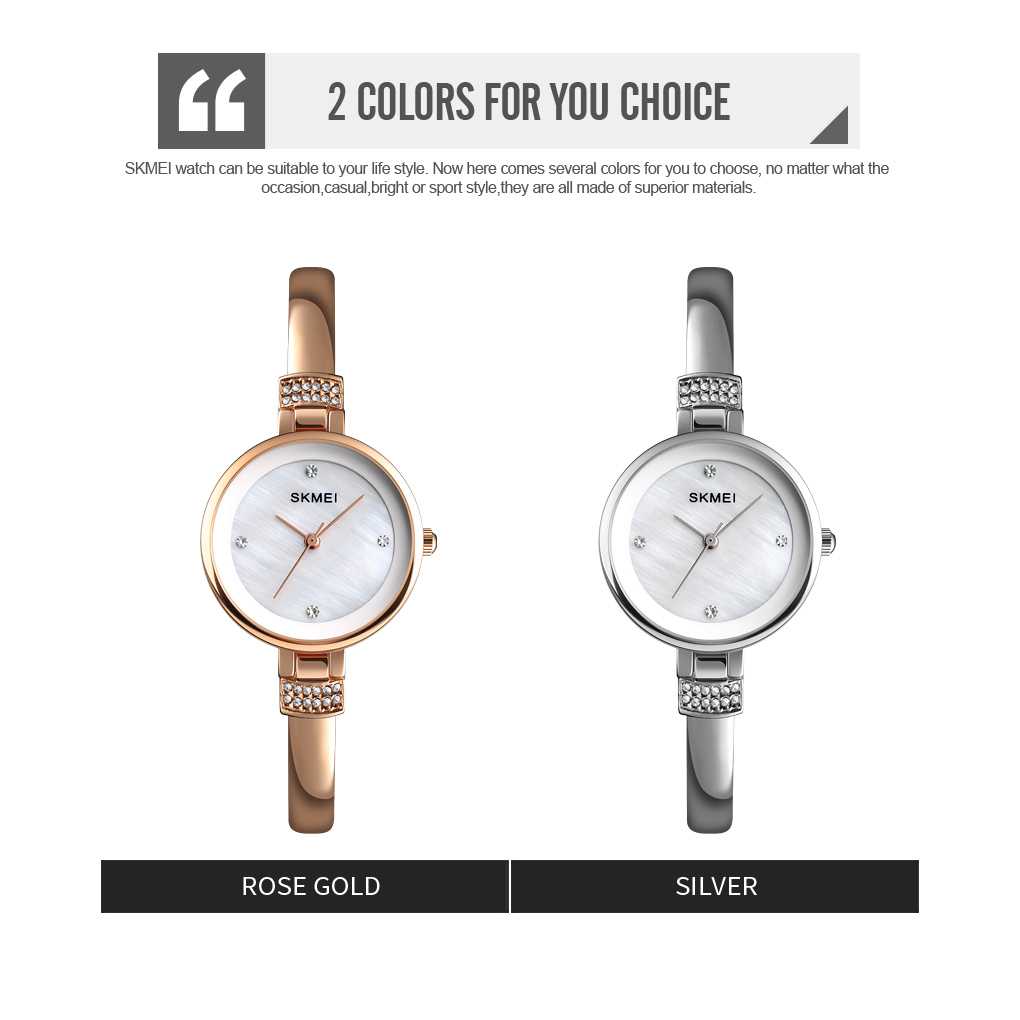 2 COLORS FOR YOU CHOICE
SKMEI watch can be suitable to your life style. Now here comes several colors for you to choose, no matter what the
occasion,casual,bright or sport style,they are all made of superior materials.
SKMEI
SKMEI
ROSE GOLD
SILVER